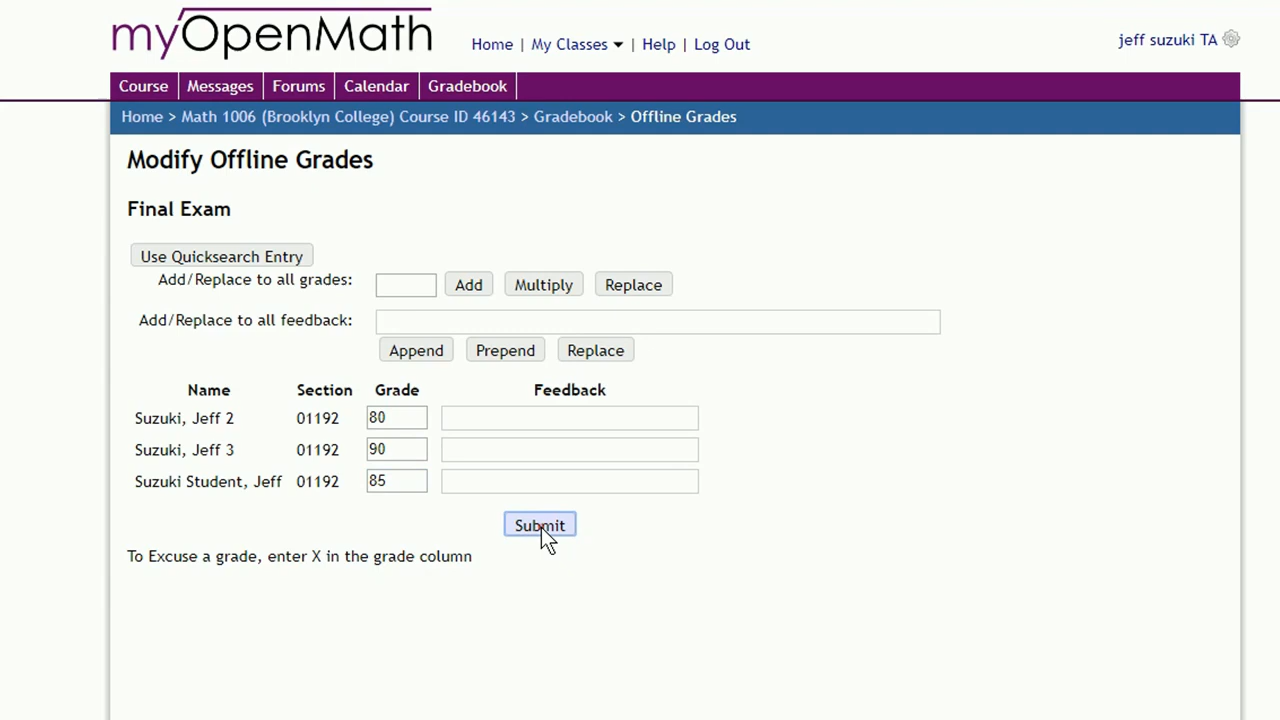 myOpenMath
Home | My Classes | Help | Log Out
jeff suzuki TA
Course Messages Forums Calendar Gradebook
Home > Math 1006 (Brooklyn College) Course ID 46143 > Gradebook > Offline Grades
Modify Offline Grades
Final Exam
Use Quicksearch Entry
Add/Replace to all grades: Add Multiply Replace
Add/Replace to all feedback:
Append Prepend Replace
Name Section Grade Feedback
Suzuki, Jeff 2 01192 80
Suzuki, Jeff 3 01192 90
Suzuki Student, Jeff 01192 85
Submit
To Excuse a grade, enter X in the grade column